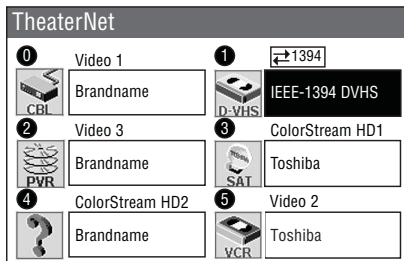 TheaterNet
0 Video 1
CBL Brandname
1 1394
D-VHS IEEE-1394 DVHS
2 Video 3
PVR Brandname
3 ColorStream HD1
SAT Toshiba
4 ColorStream HD2
Brandname
5 Video 2
VCR Toshiba